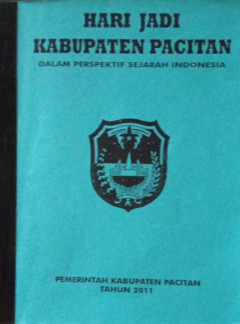 HARI JADI
KABUPATEN PACITAN
DALAM PERSPEKTIF SEJARAH INDONESIA
PEMERINTAH KABUPATEN PACITAN
TAHUN 2011